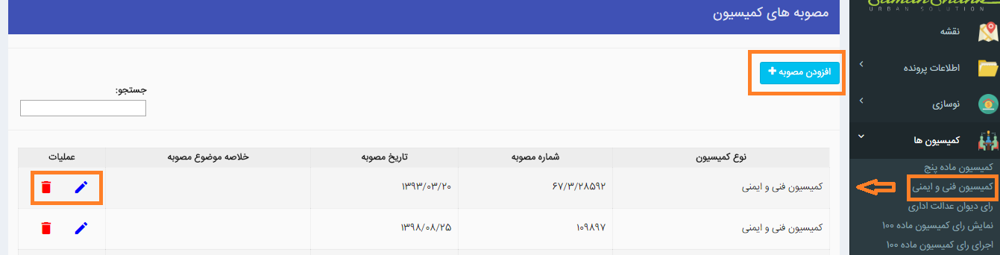 مصوبه های کمیسیون
افزودن مصوبه +
جستجو:
نوع کمیسیون شماره مصوبه تاریخ مصوبه خلاصه موضوع مصوبه عملیات
کمیسیون فنی و ایمنی ۶۷/۳/۲۸۵۹۲ ۱۳۹۳/۰۳/۲۰
کمیسیون فنی و ایمنی ۱۰۹۸۹۷ ۱۳۹۸/۰۸/۲۵
URBAN SOLUTION
نقشه
اطلاعات پرونده
نوسازی
کمیسیون ها
کمیسیون ماده پنج
کمیسیون فنی و ایمنی
رای دیوان عدالت اداری
نمایش رای کمیسیون ماده ۱۰۰
اجرای رای کمیسیون ماده ۱۰۰